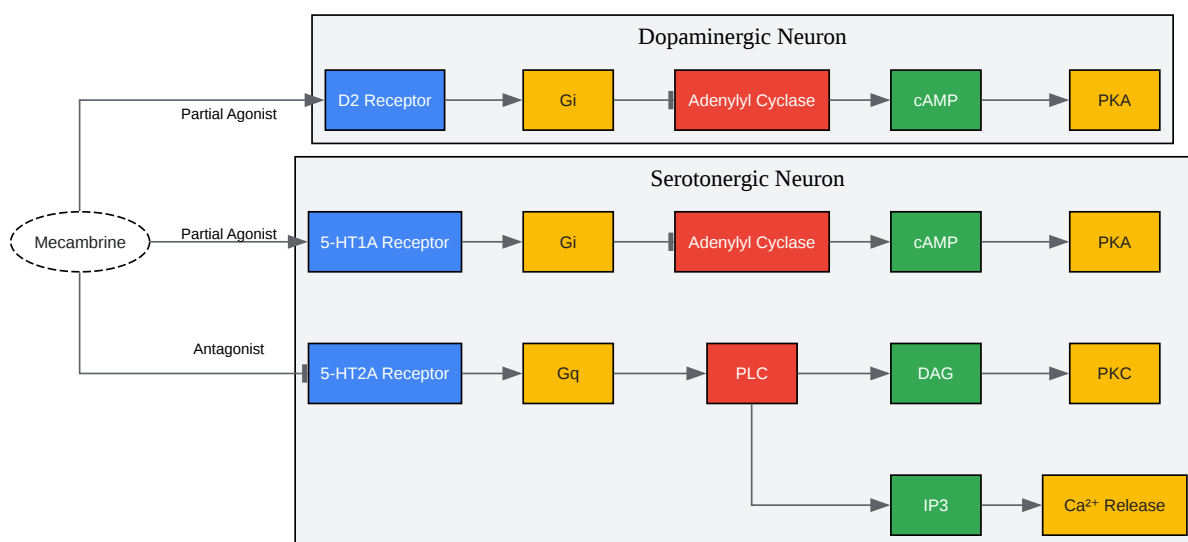 Dopaminergic Neuron
D2 Receptor
Gi
Adenylyl Cyclase
cAMP
PKA
Partial Agonist
Serotonergic Neuron
Mecambrine
Partial Agonist
5-HT1A Receptor
Gi
Adenylyl Cyclase
cAMP
PKA
Antagonist
5-HT2A Receptor
Gq
PLC
DAG
PKC
IP3
Ca²⁺ Release